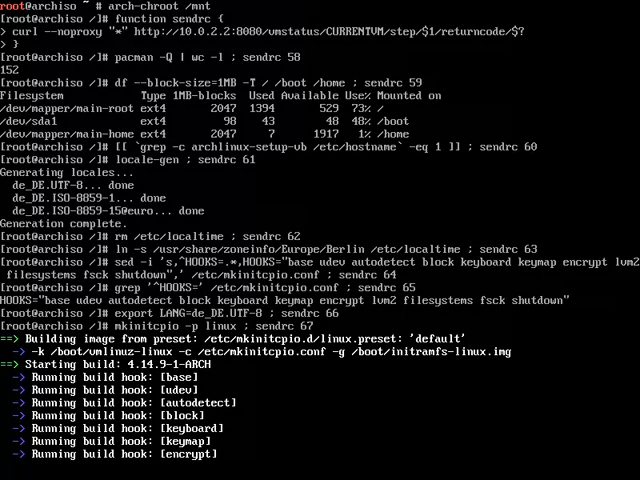 root@archiso ~ # arch-chroot /mnt
[root@archiso /]# function sendrc {
> curl --noproxy "*" http://10.0.2.2:8080/vmstatus/CURRENTVM/step/$1/returncode/$?
> }
[root@archiso /]# pacman -Q | wc -l ; sendrc 58
152
[root@archiso /]# df --block-size=1MB -T / /boot /home ; sendrc 59
Filesystem            Type 1MB-blocks  Used Available Use% Mounted on
/dev/mapper/main-root ext4       2047  1394       529  73% /
/dev/sda1             ext4         98    43        48  48% /boot
/dev/mapper/main-home ext4       2047     7      1917   1% /home
[root@archiso /]# [[ `grep -c archlinux-setup-vb /etc/hostname` -eq 1 ]] ; sendrc 60
[root@archiso /]# locale-gen ; sendrc 61
Generating locales...
  de_DE.UTF-8... done
  de_DE.ISO-8859-1... done
  de_DE.ISO-8859-15@euro... done
Generation complete.
[root@archiso /]# rm /etc/localtime ; sendrc 62
[root@archiso /]# ln -s /usr/share/zoneinfo/Europe/Berlin /etc/localtime ; sendrc 63
[root@archiso /]# sed -i 's,^HOOKS=.*,HOOKS="base udev autodetect block keyboard keymap encrypt lvm2
 filesystems fsck shutdown",' /etc/mkinitcpio.conf ; sendrc 64
[root@archiso /]# grep '^HOOKS=' /etc/mkinitcpio.conf ; sendrc 65
HOOKS="base udev autodetect block keyboard keymap encrypt lvm2 filesystems fsck shutdown"
[root@archiso /]# export LANG=de_DE.UTF-8 ; sendrc 66
[root@archiso /]# mkinitcpio -p linux ; sendrc 67
==> Building image from preset: /etc/mkinitcpio.d/linux.preset: 'default'
  -> -k /boot/vmlinuz-linux -c /etc/mkinitcpio.conf -g /boot/initramfs-linux.img
==> Starting build: 4.14.9-1-ARCH
  -> Running build hook: [base]
  -> Running build hook: [udev]
  -> Running build hook: [autodetect]
  -> Running build hook: [block]
  -> Running build hook: [keyboard]
  -> Running build hook: [keymap]
  -> Running build hook: [encrypt]